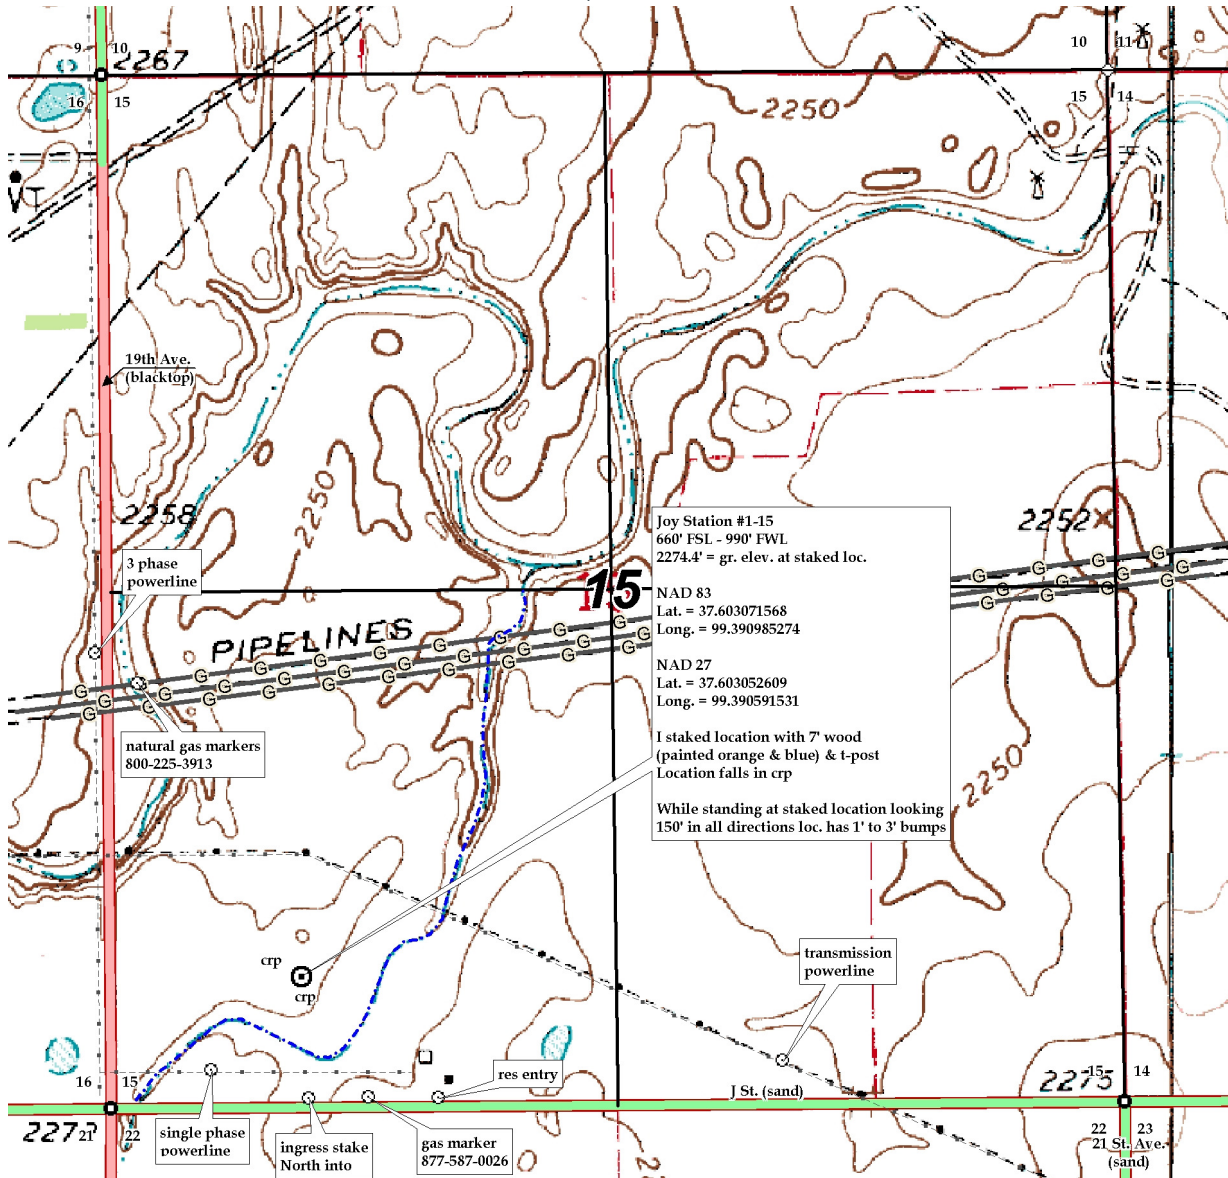 9 10
2267
16 15
10 11
15 14
2250
VT
19th Ave.
(blacktop)
2258
2250
3 phase
powerline
PIPELINES
G G G G G G G G G G G G G G G G G G G G G G G G G G G G G G G G G G G
natural gas markers
800-225-3913
15
Joy Station #1-15
660' FSL - 990' FWL
2274.4' = gr. elev. at staked loc.
NAD 83
Lat. = 37.603071568
Long. = 99.390985274
NAD 27
Lat. = 37.603052609
Long. = 99.390591531
I staked location with 7' wood
(painted orange & blue) & t-post
Location falls in crp
While standing at staked location looking
150' in all directions loc. has 1' to 3' bumps
2252
2250
crp
crp
transmission
powerline
16 15
21 22
single phase
powerline
ingress stake
North into
gas marker
877-587-0026
res entry
J St. (sand)
2275
15 14
22 23
21 St. Ave.
(sand)